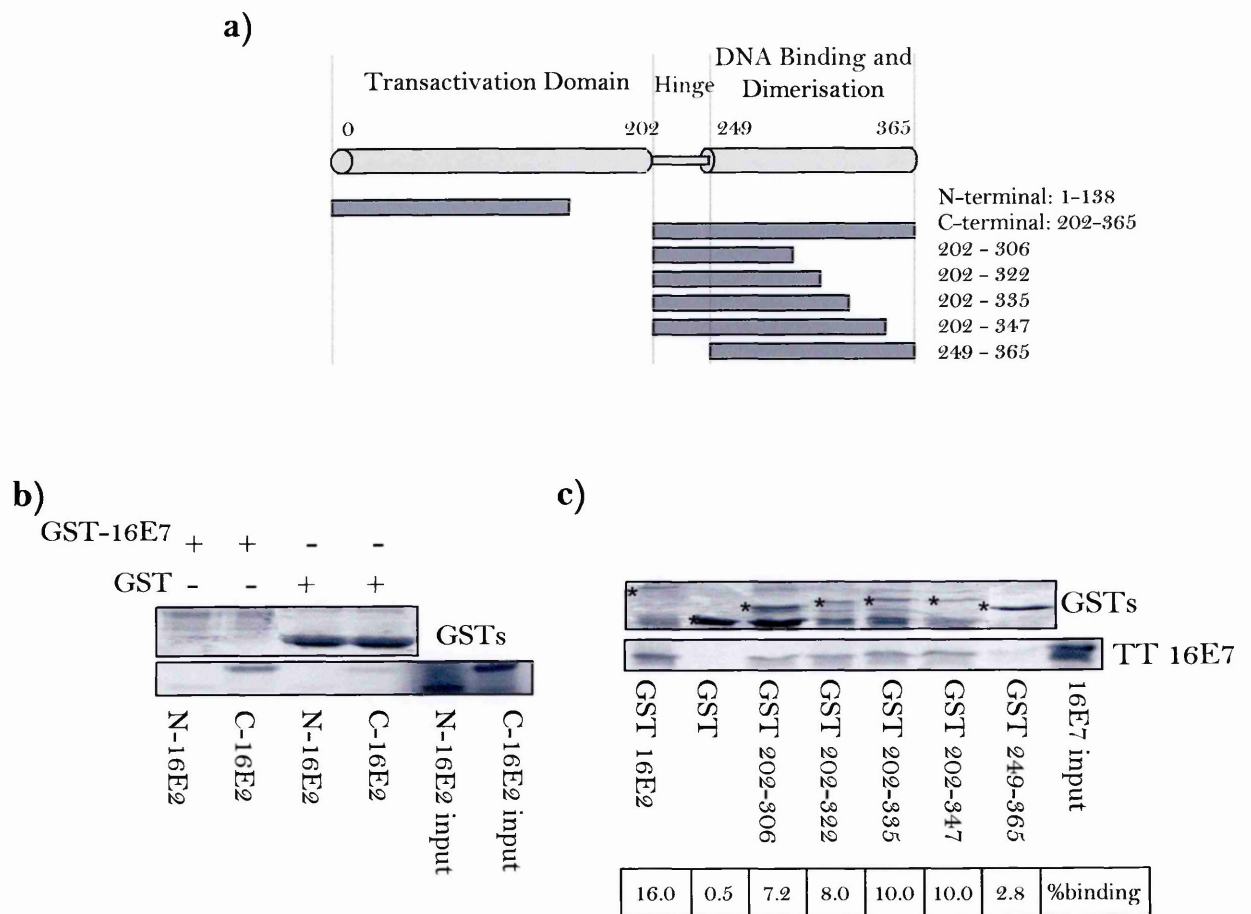 a)
Transactivation Domain
Hinge
DNA Binding and
Dimerisation
0
202
249
365
N-terminal: 1-138
C-terminal: 202-365
202 - 306
202 - 322
202 - 335
202 - 347
249 - 365
b)
GST-16E7 + + - -
GST - - + +
GSTs
N-16E2
C-16E2
N-16E2
C-16E2
N-16E2 input
C-16E2 input
c)
* * * * * * *
GSTs
TT 16E7
GST 16E2
GST
GST 202-306
GST 202-322
GST 202-335
GST 202-347
GST 249-365
16E7 input
16.0 0.5 7.2 8.0 10.0 10.0 2.8 %binding